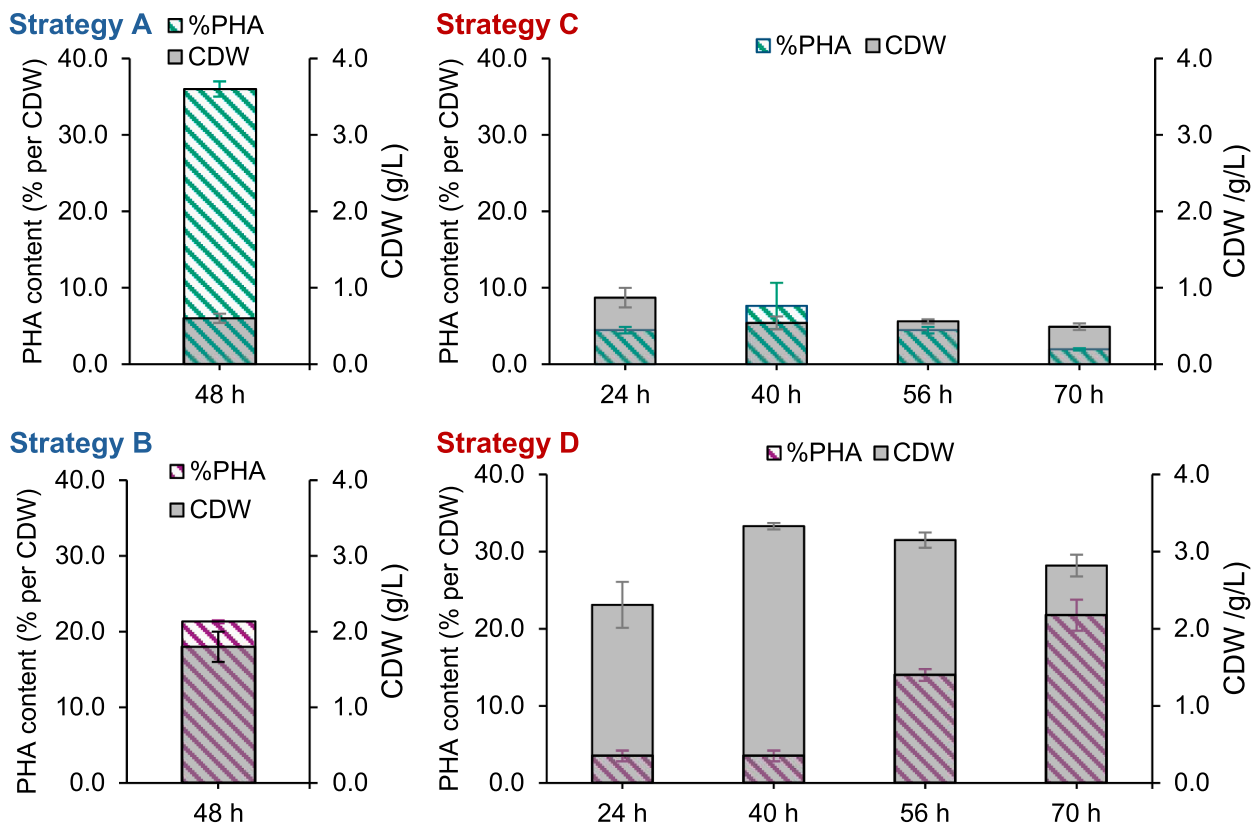 Strategy A
%PHA
CDW
PHA content (% per CDW)
40.0
30.0
20.0
10.0
0.0
4.0
3.0
2.0
1.0
0.0
CDW (g/L)
48 h
Strategy C
%PHA CDW
PHA content (% per CDW)
40.0
30.0
20.0
10.0
0.0
4.0
3.0
2.0
1.0
0.0
CDW /g/L)
24 h 40 h 56 h 70 h
Strategy B
%PHA
CDW
PHA content (% per CDW)
40.0
30.0
20.0
10.0
0.0
4.0
3.0
2.0
1.0
0.0
CDW (g/L)
48 h
Strategy D
%PHA CDW
PHA content (% per CDW)
40.0
30.0
20.0
10.0
0.0
4.0
3.0
2.0
1.0
0.0
CDW /g/L)
24 h 40 h 56 h 70 h